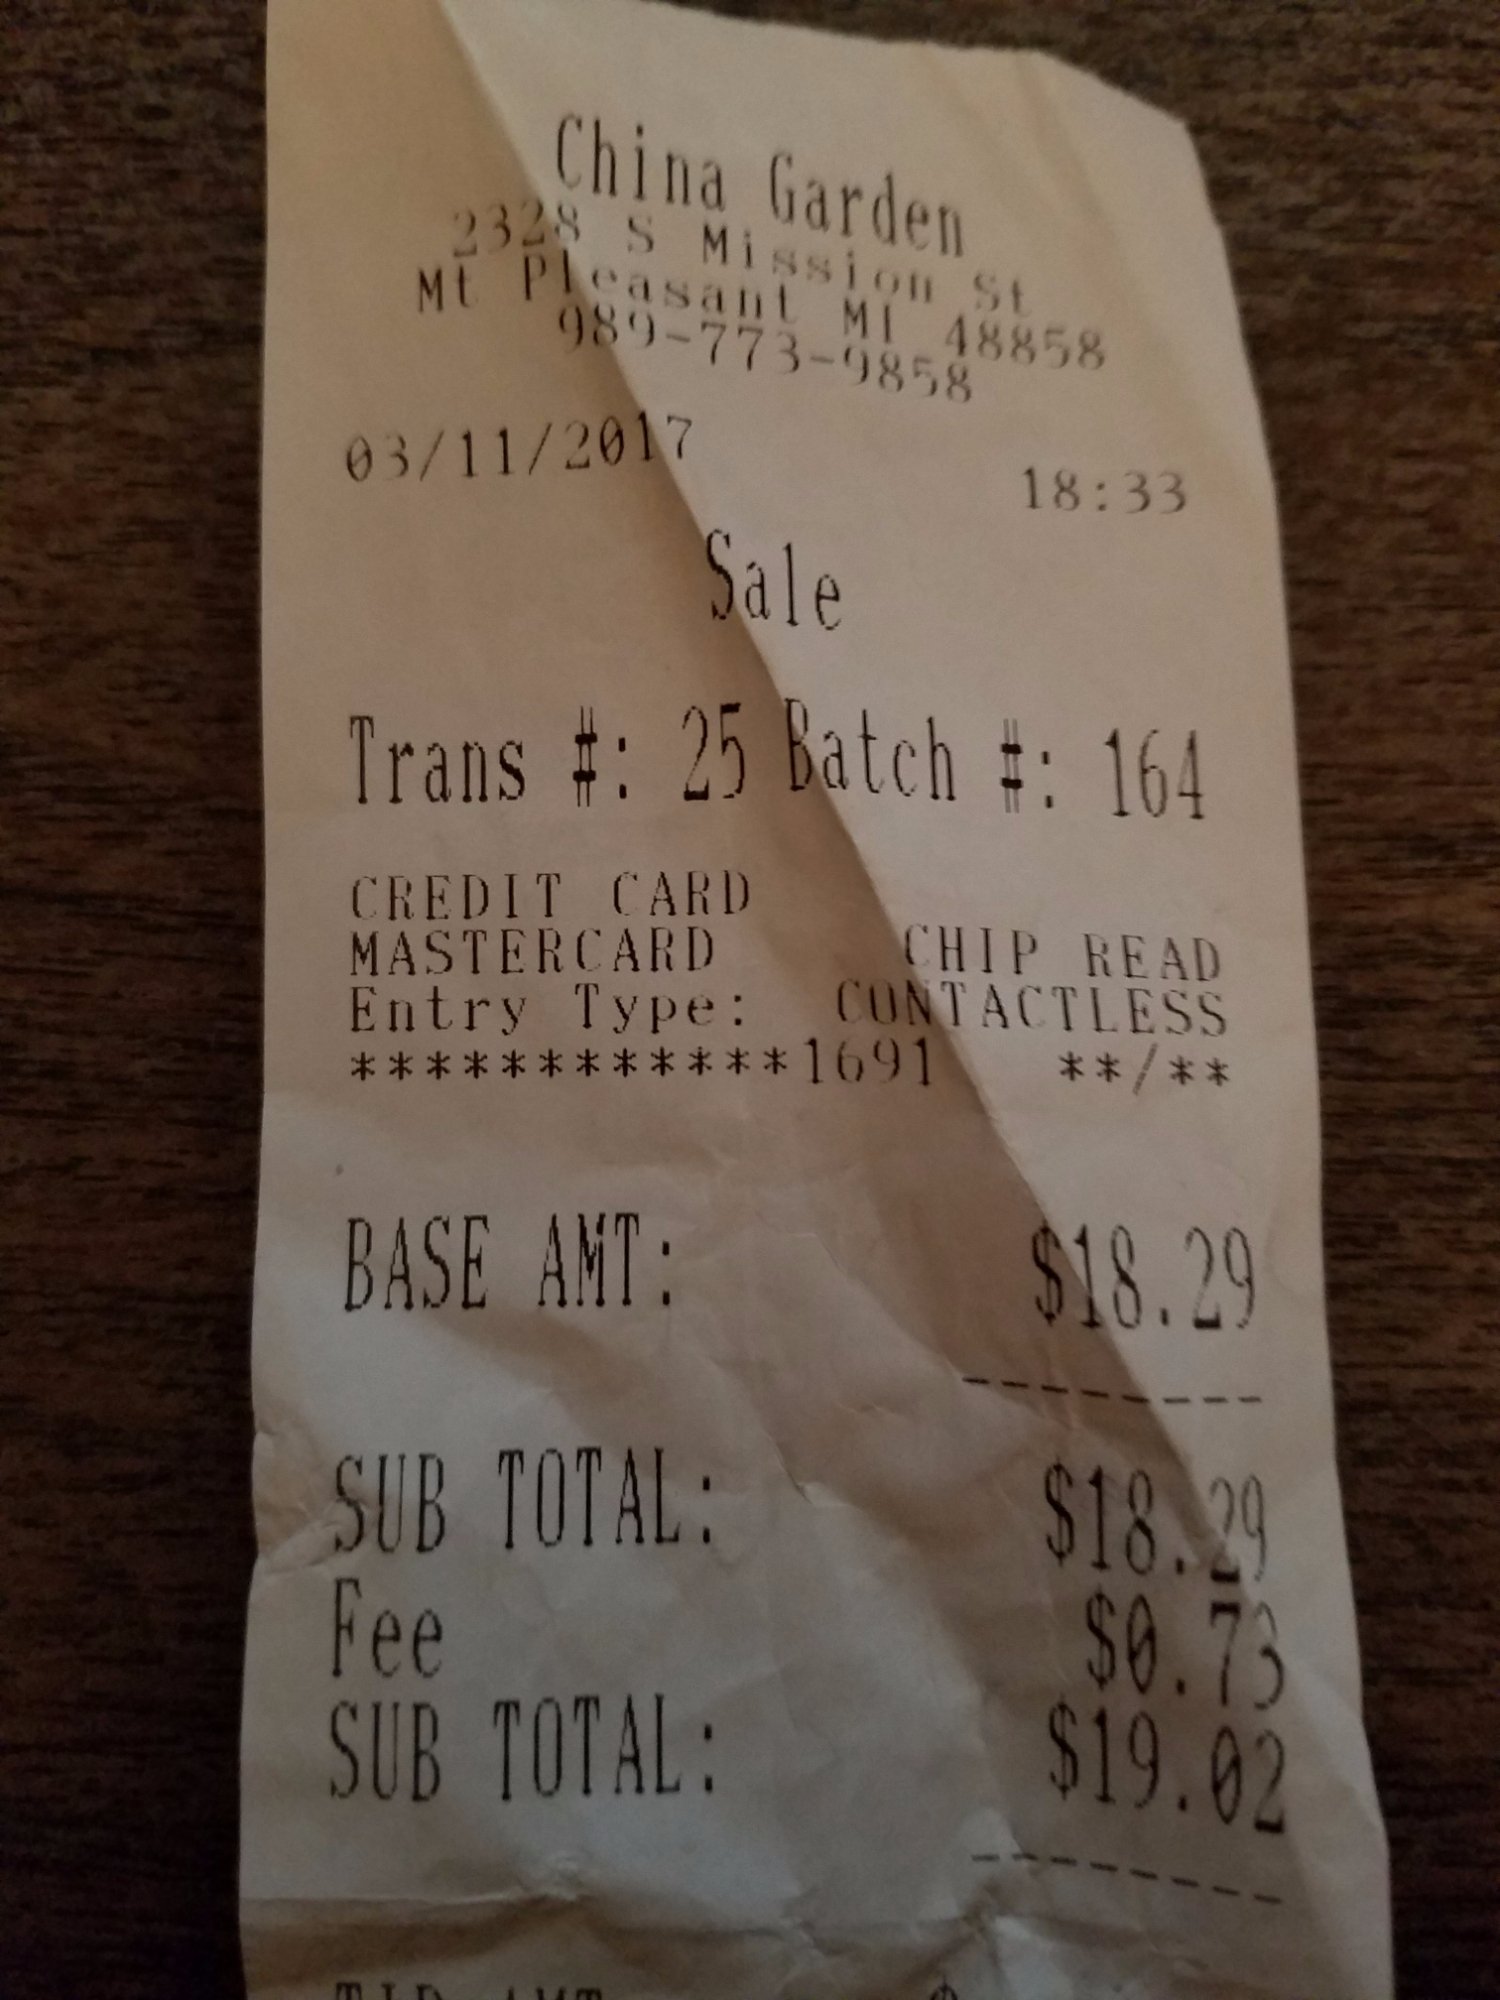 China Garden
2328 S Mission St
Mt Pleasant MI 48858
989-773-9858
03/11/2017 18:33
Sale
Trans #: 25 Batch #: 164
CREDIT CARD
MASTERCARD CHIP READ
Entry Type: CONTACTLESS
************1691 **/**
BASE AMT: $18.29
--------
SUB TOTAL: $18.29
Fee $0.73
SUB TOTAL: $19.02
--------
TIP AMT